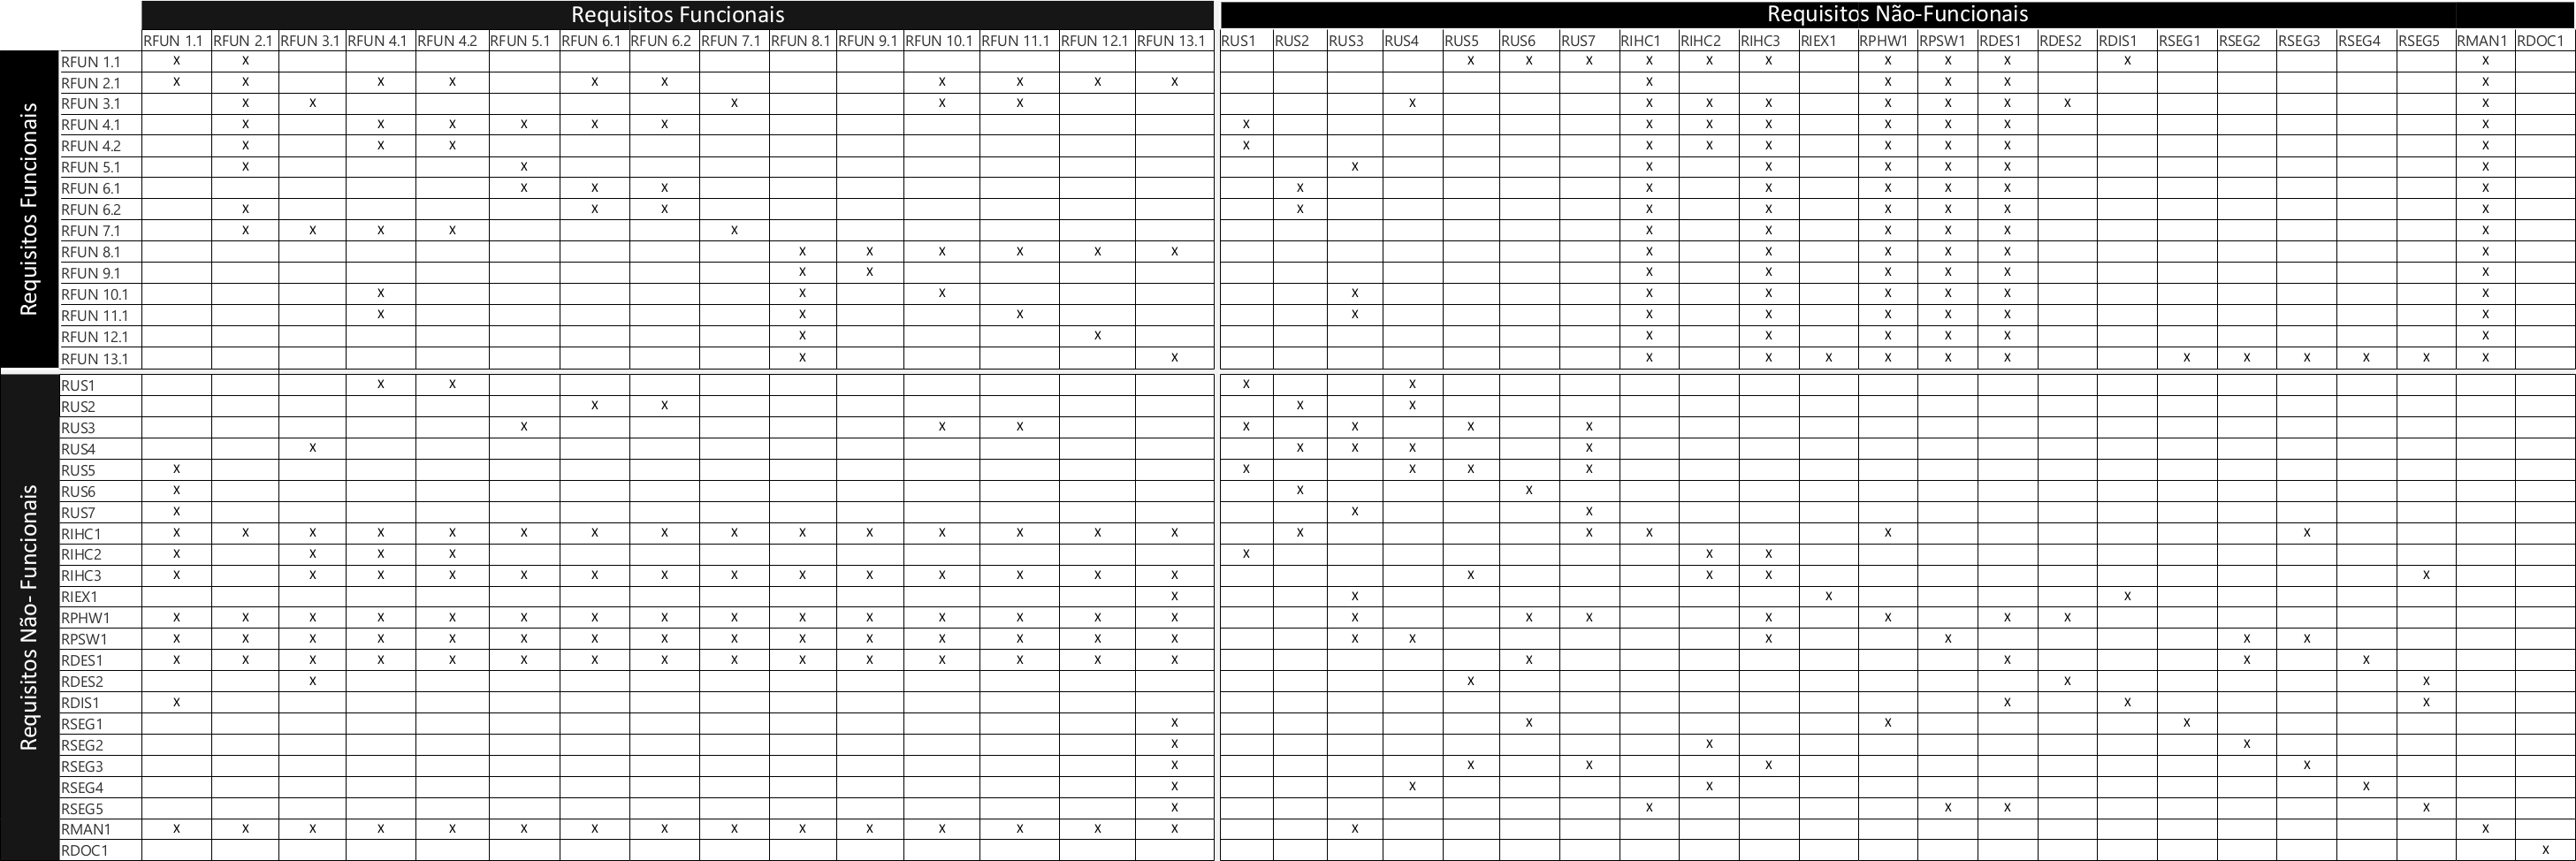 Requisitos Funcionais Requisitos Não-Funcionais
RFUN 1.1 RFUN 2.1 RFUN 3.1 RFUN 4.1 RFUN 4.2 RFUN 5.1 RFUN 6.1 RFUN 6.2 RFUN 7.1 RFUN 8.1 RFUN 9.1 RFUN 10.1 RFUN 11.1 RFUN 12.1 RFUN 13.1 RUS1 RUS2 RUS3 RUS4 RUS5 RUS6 RUS7 RIHC1 RIHC2 RIHC3 RIEX1 RPHW1 RPSW1 RDES1 RDES2 RDIS1 RSEG1 RSEG2 RSEG3 RSEG4 RSEG5 RMAN1 RDOC1
Requisitos Funcionais
RFUN 1.1 x x x x x x x x x x x x x
RFUN 2.1 x x x x x x x x x x x x x x x
RFUN 3.1 x x x x x x x x x x x x x x
RFUN 4.1 x x x x x x x x x x x x x x
RFUN 4.2 x x x x x x x x x x x
RFUN 5.1 x x x x x x x x x
RFUN 6.1 x x x x x x x x x x
RFUN 6.2 x x x x x x x x x x
RFUN 7.1 x x x x x x x x x x x
RFUN 8.1 x x x x x x x x x x x x
RFUN 9.1 x x x x x x x x
RFUN 10.1 x x x x x x x x x x
RFUN 11.1 x x x x x x x x x x
RFUN 12.1 x x x x x x x x
RFUN 13.1 x x x x x x x x x x x x x x
Requisitos Não- Funcionais
RUS1 x x x x
RUS2 x x x x
RUS3 x x x x x x x
RUS4 x x x x x
RUS5 x x x x x
RUS6 x x x
RUS7 x x x
RIHC1 x x x x x x x x x x x x x x x x x x x x
RIHC2 x x x x x x x
RIHC3 x x x x x x x x x x x x x x x x x x
RIEX1 x x x x
RPHW1 x x x x x x x x x x x x x x x x x x x x x x
RPSW1 x x x x x x x x x x x x x x x x x x x x x
RDES1 x x x x x x x x x x x x x x x x x x x
RDES2 x x x x
RDIS1 x x x x
RSEG1 x x x x
RSEG2 x x x
RSEG3 x x x x x
RSEG4 x x x x
RSEG5 x x x x x
RMAN1 x x x x x x x x x x x x x x x x x
RDOC1 x